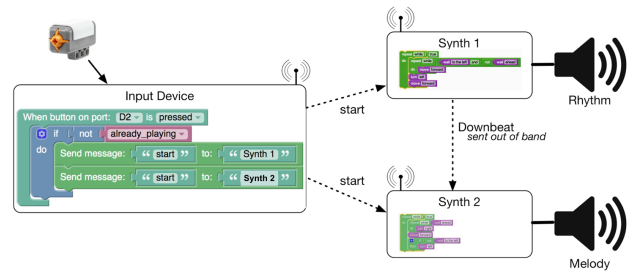 Input Device
When button on port: D2 is pressed
if not already_playing
do Send message: “ start ” to: “ Synth 1 ”
Send message: “ start ” to: “ Synth 2 ”
start
start
Synth 1
Rhythm
Downbeat
sent out of band
Synth 2
Melody